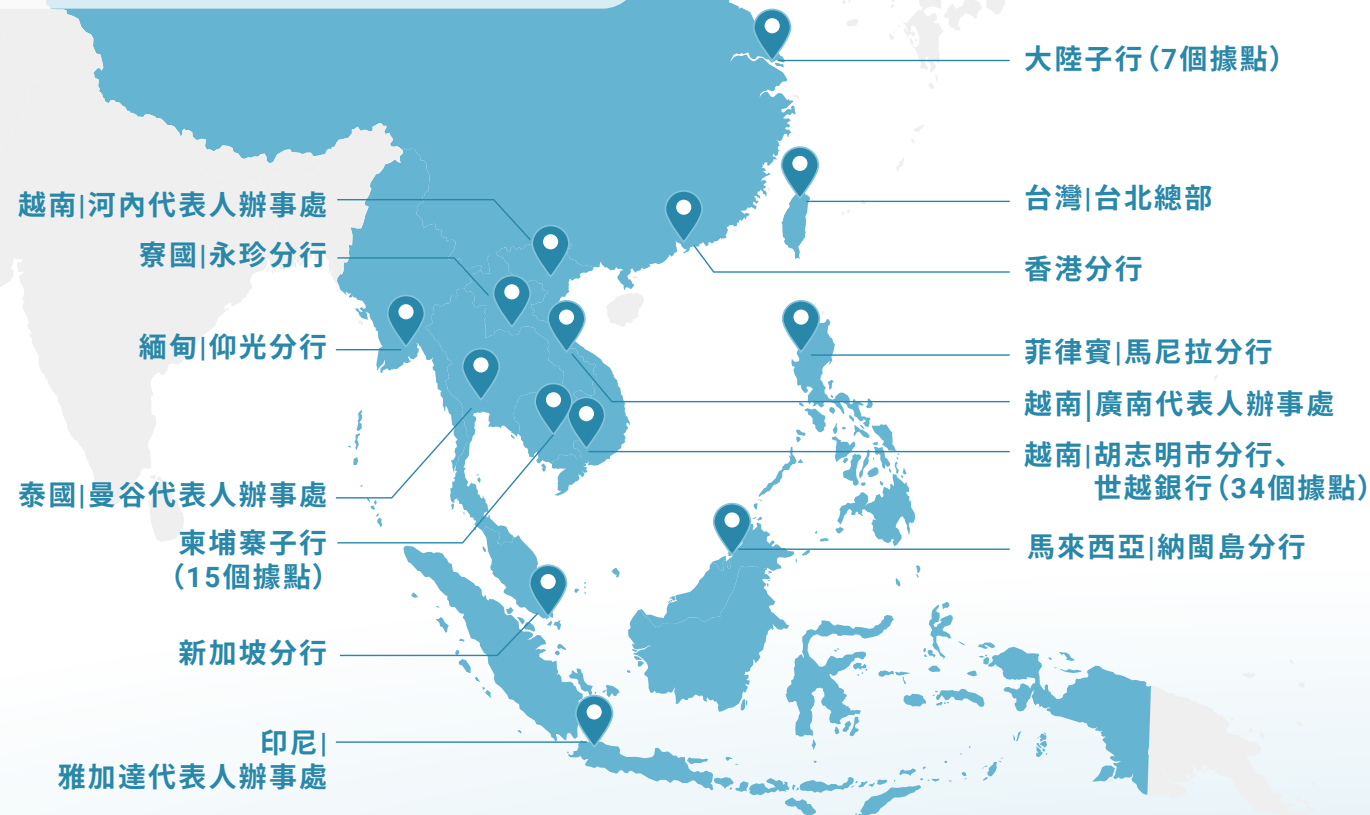 越南|河內代表人辦事處
寮國|永珍分行
緬甸|仰光分行
泰國|曼谷代表人辦事處
柬埔寨子行
（15個據點）
新加坡分行
印尼|
雅加達代表人辦事處
大陸子行（7個據點）
台灣|台北總部
香港分行
菲律賓|馬尼拉分行
越南|廣南代表人辦事處
越南|胡志明市分行、
世越銀行（34個據點）
馬來西亞|納閩島分行